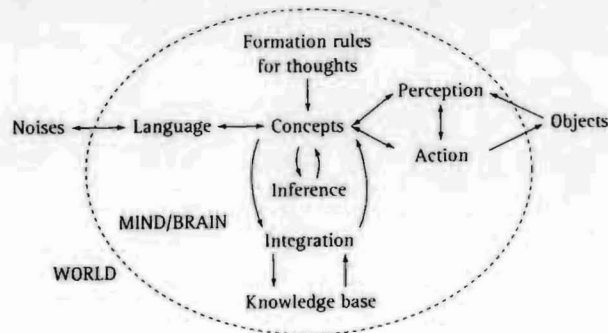 Formation rules
for thoughts
Perception
Noises
Language
Concepts
Objects
Action
Inference
MIND/BRAIN
Integration
WORLD
Knowledge base